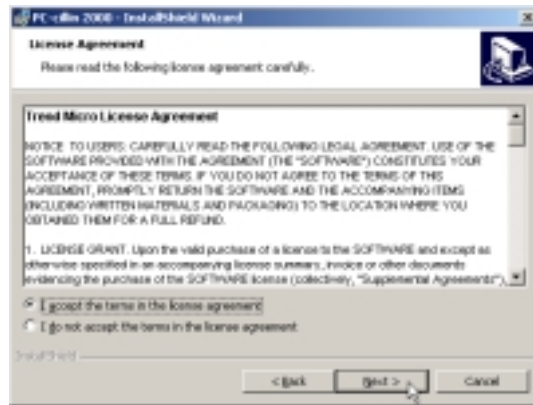 PC-cillin 2000 - InstallShield Wizard
License Agreement
Please read the following license agreement carefully.
Trend Micro License Agreement
NOTICE TO USERS: CAREFULLY READ THE FOLLOWING LEGAL AGREEMENT. USE OF THE
SOFTWARE PROVIDED WITH THE AGREEMENT (THE "SOFTWARE") CONSTITUTES YOUR
ACCEPTANCE OF THESE TERMS. IF YOU DO NOT AGREE TO THE TERMS OF THIS
AGREEMENT, PROMPTLY RETURN THE SOFTWARE AND THE ACCOMPANYING ITEMS
(INCLUDING WRITTEN MATERIALS AND PACKAGING) TO THE LOCATION WHERE YOU
OBTAINED THEM FOR A FULL REFUND.
1. LICENSE GRANT. Upon the valid purchase of a license to the SOFTWARE and except as
otherwise specified in an accompanying license summary, invoice or other documents
evidencing the purchase of the SOFTWARE license (collectively, "Supplemental Agreements"),
I accept the terms in the license agreement
I do not accept the terms in the license agreement
InstallShield
< Back
Next >
Cancel